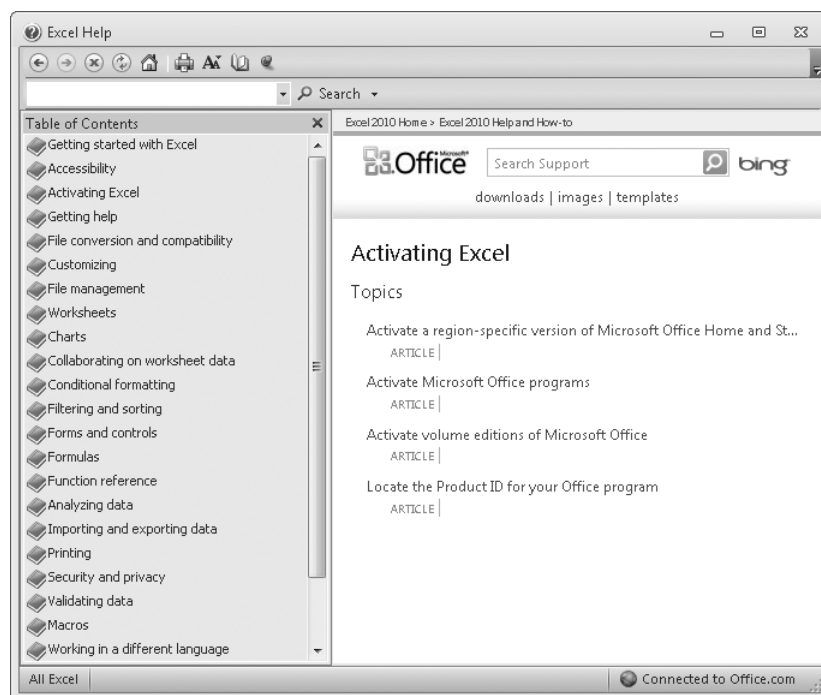 Excel Help
Search
Table of Contents
Getting started with Excel
Accessibility
Activating Excel
Getting help
File conversion and compatibility
Customizing
File management
Worksheets
Charts
Collaborating on worksheet data
Conditional formatting
Filtering and sorting
Forms and controls
Formulas
Function reference
Analyzing data
Importing and exporting data
Printing
Security and privacy
Validating data
Macros
Working in a different language
Excel 2010 Home > Excel 2010 Help and How-to
Microsoft®
Office
Search Support
bing
downloads | images | templates
Activating Excel
Topics
Activate a region-specific version of Microsoft Office Home and St...
ARTICLE |
Activate Microsoft Office programs
ARTICLE |
Activate volume editions of Microsoft Office
ARTICLE |
Locate the Product ID for your Office program
ARTICLE |
All Excel
Connected to Office.com